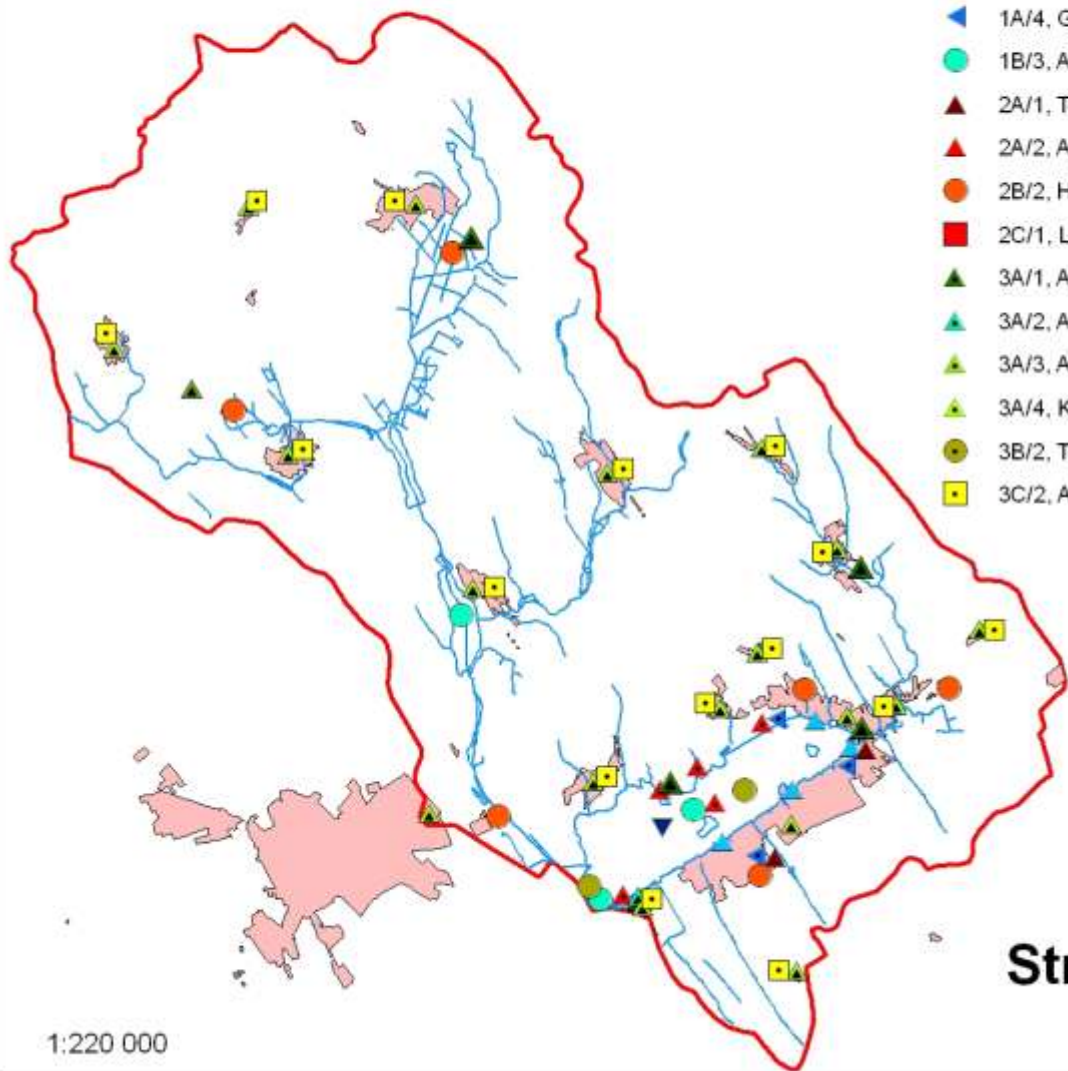 1A/4, G
1B/3, A
2A/1, T
2A/2, A
2B/2, H
2C/1, L
3A/1, A
3A/2, A
3A/3, A
3A/4, K
3B/2, T
3C/2, A
Str
1:220 000